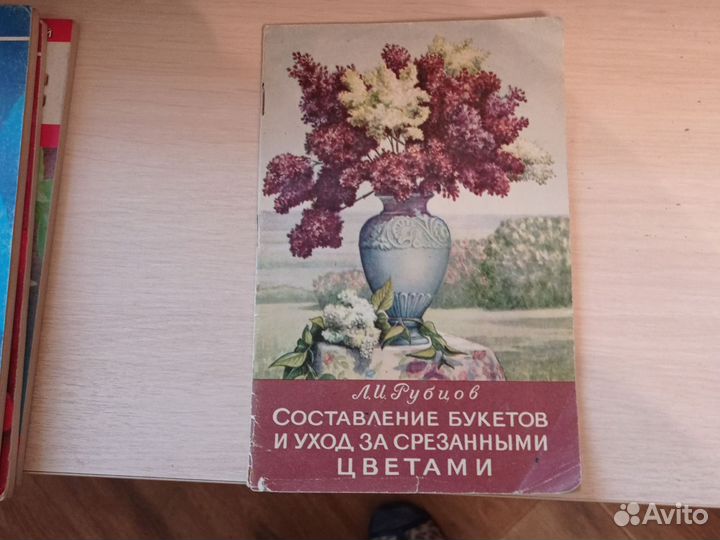 Л.И. Рубцов
СОСТАВЛЕНИЕ БУКЕТОВ
И УХОД ЗА СРЕЗАННЫМИ
ЦВЕТАМИ
Avito